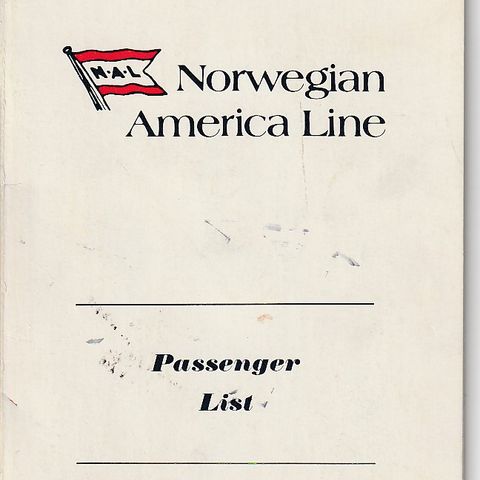 N·A·L
Norwegian
America Line
Passenger
List